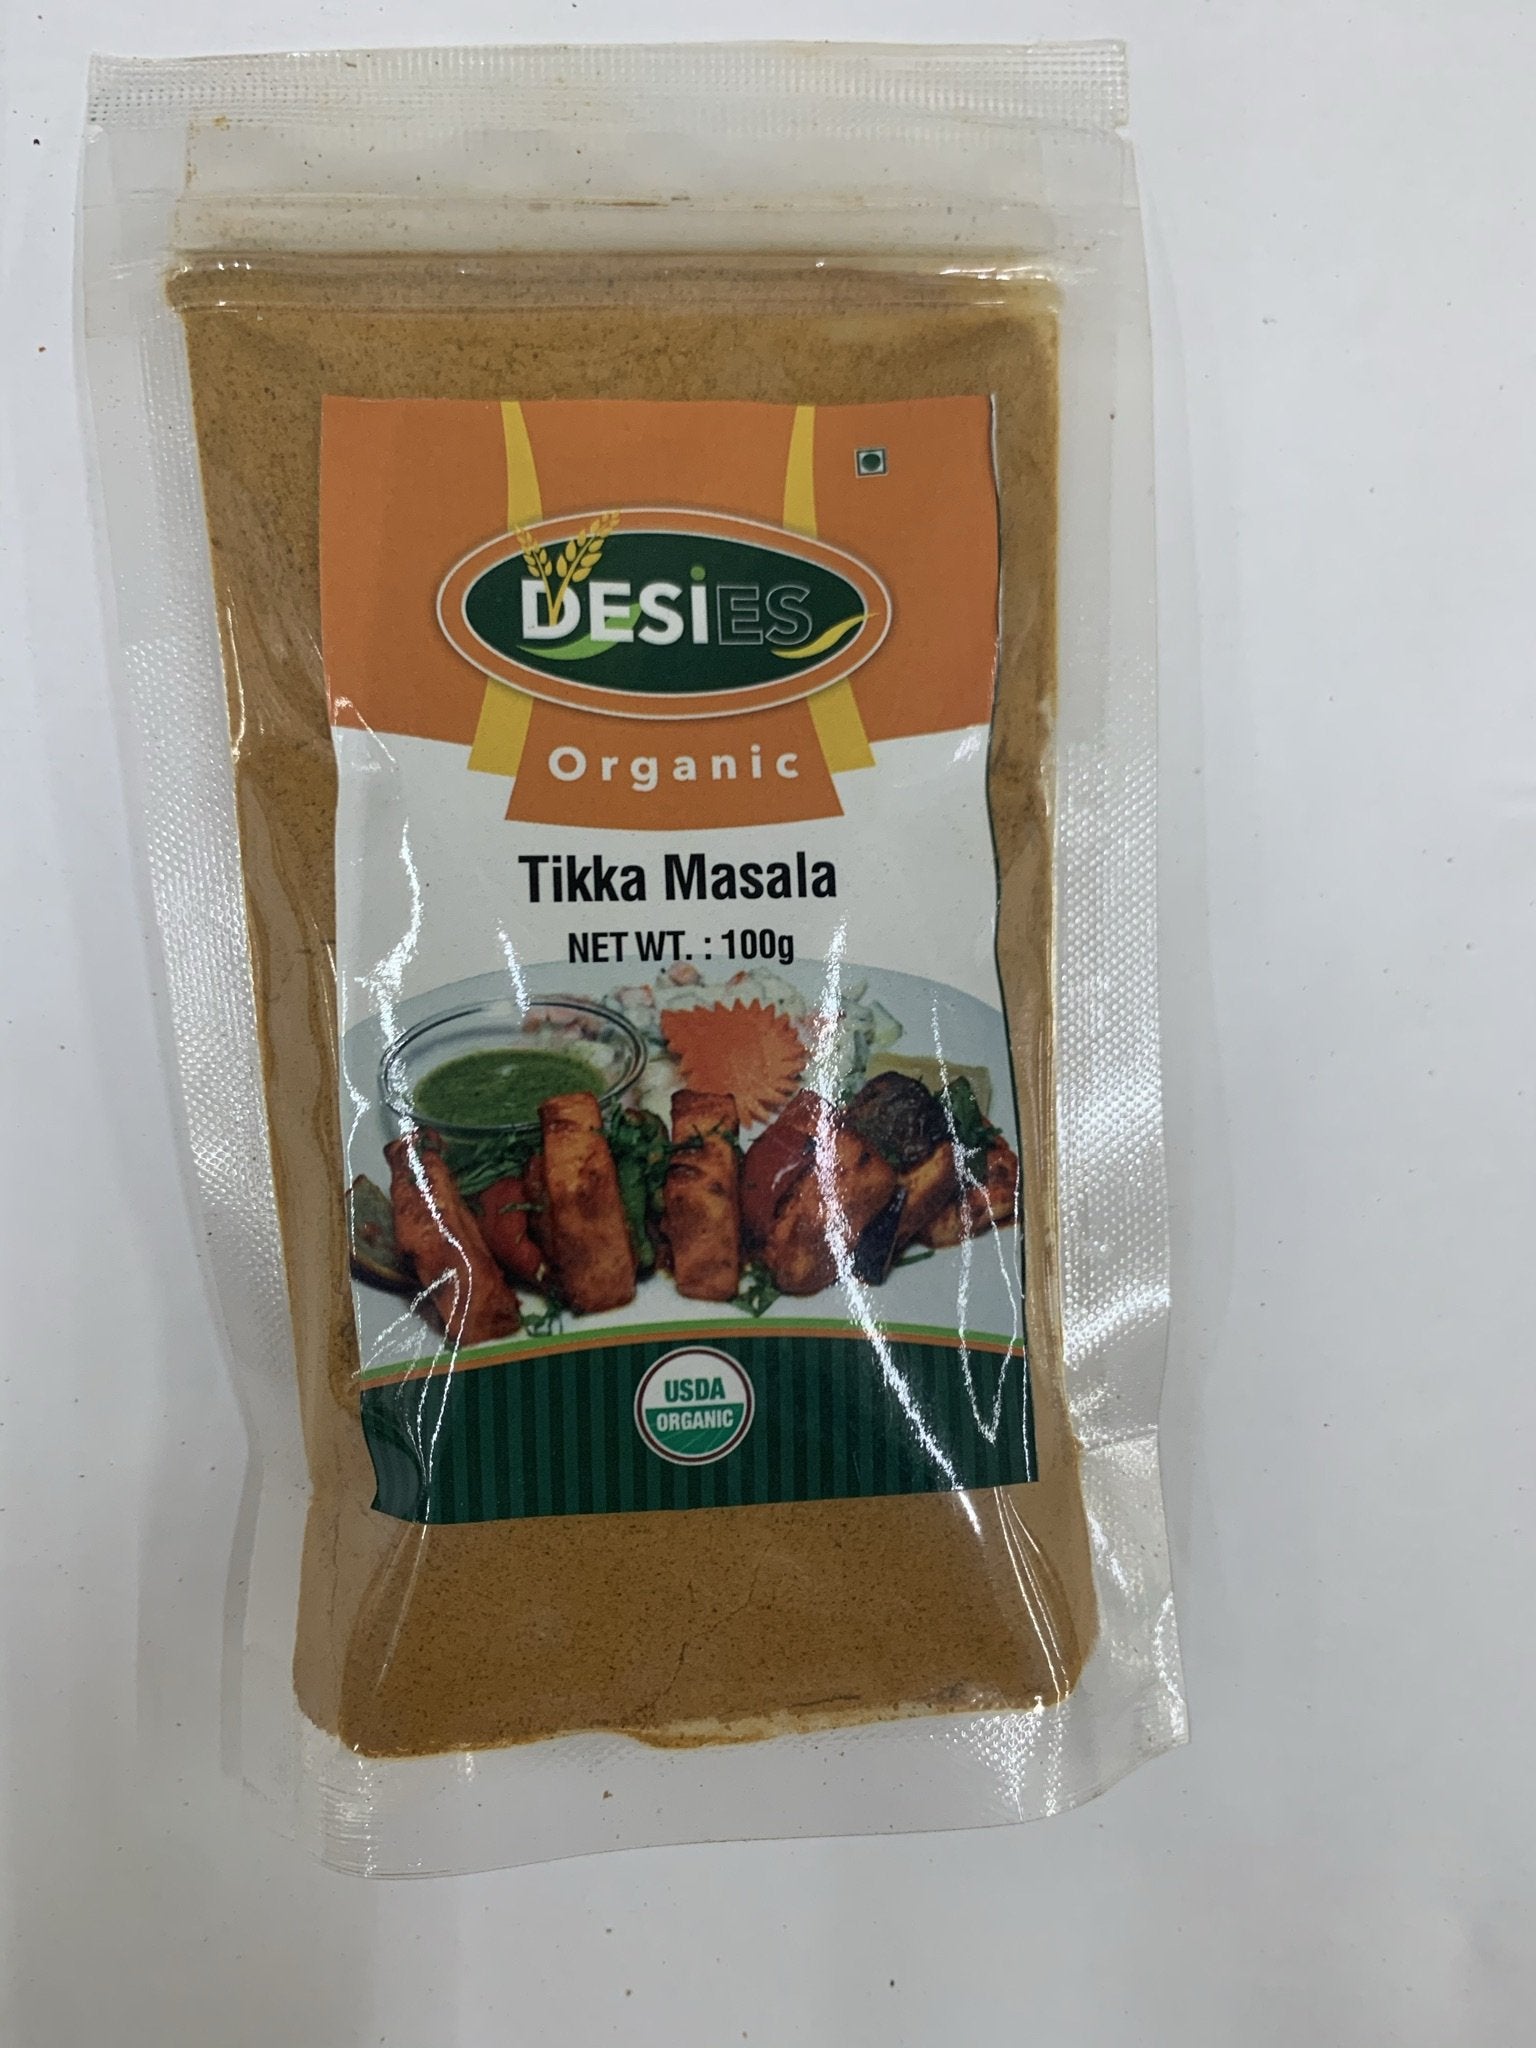 DESiES
Organic
Tikka Masala
NET WT. : 100g
USDA
ORGANIC